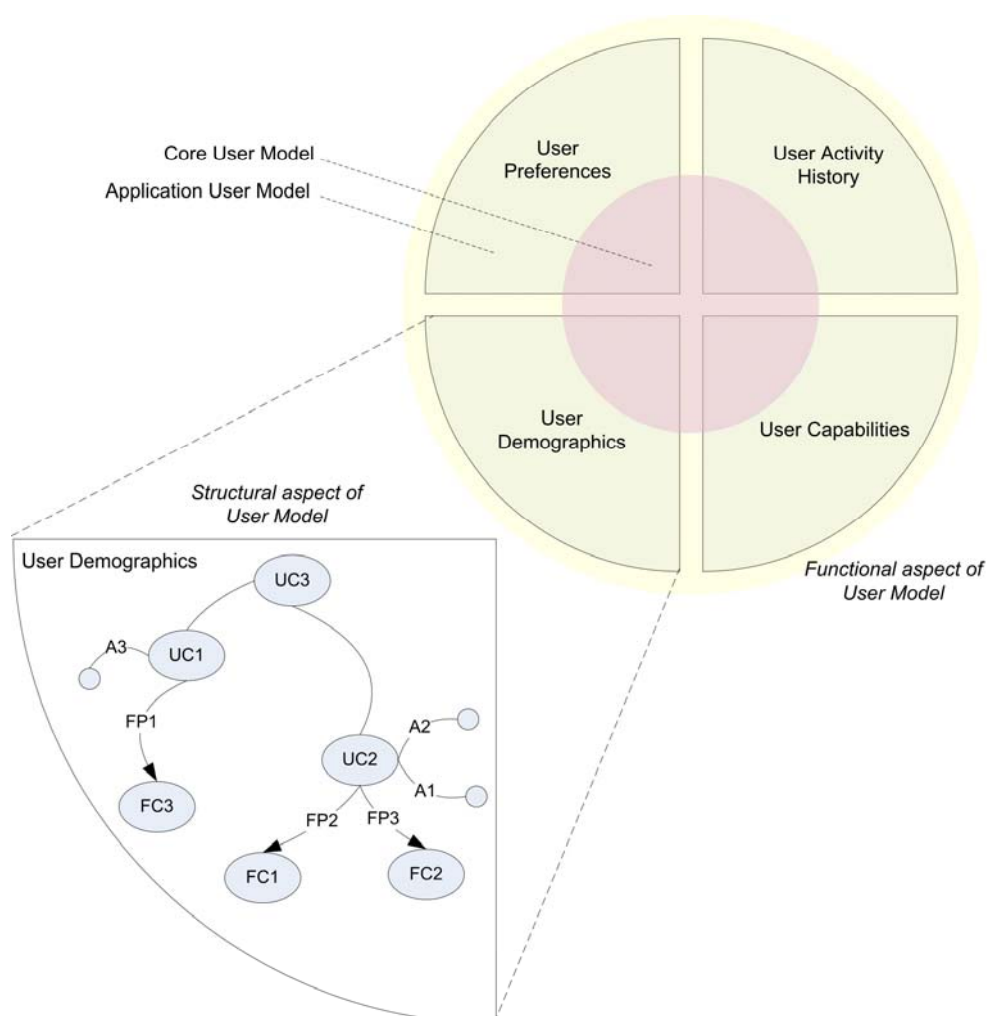 User
Preferences
User Activity
History
Core User Model
Application User Model
User
Demographics
User Capabilities
Structural aspect of
User Model
Functional aspect of
User Model
User Demographics
UC3
A3
UC1
FP1
A2
UC2
A1
FC3
FP2
FP3
FC1
FC2